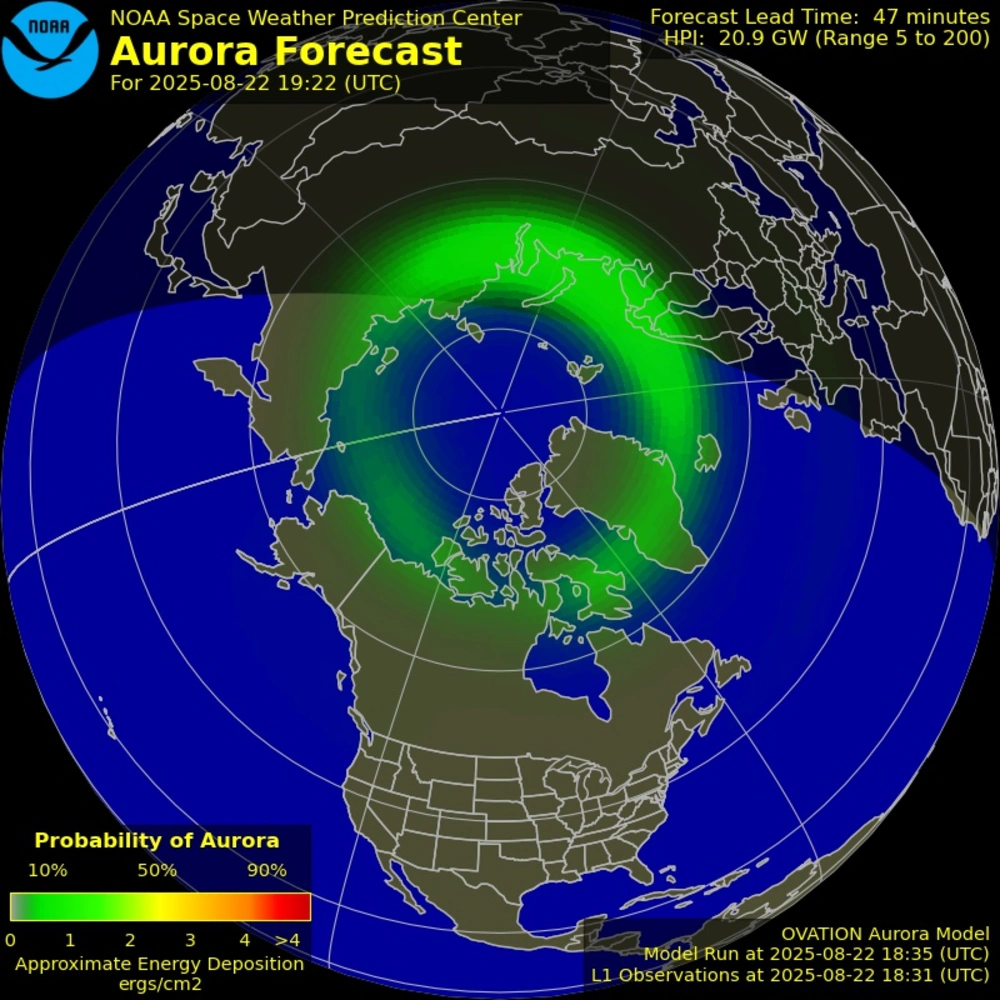 NOAA
NOAA Space Weather Prediction Center
Aurora Forecast
For 2025-08-22 19:22 (UTC)
Forecast Lead Time: 47 minutes
HPI: 20.9 GW (Range 5 to 200)
Probability of Aurora
10% 50% 90%
0 1 2 3 4 >4
Approximate Energy Deposition
ergs/cm2
OVATION Aurora Model
Model Run at 2025-08-22 18:35 (UTC)
L1 Observations at 2025-08-22 18:31 (UTC)